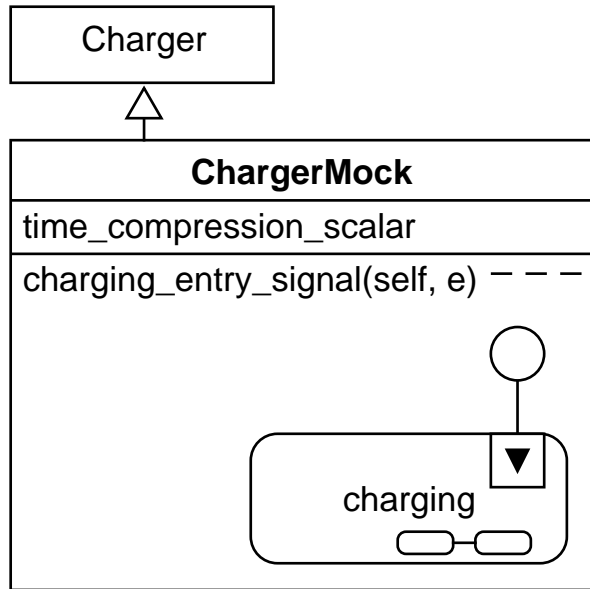 Charger
ChargerMock
time_compression_scalar
charging_entry_signal(self, e)
charging